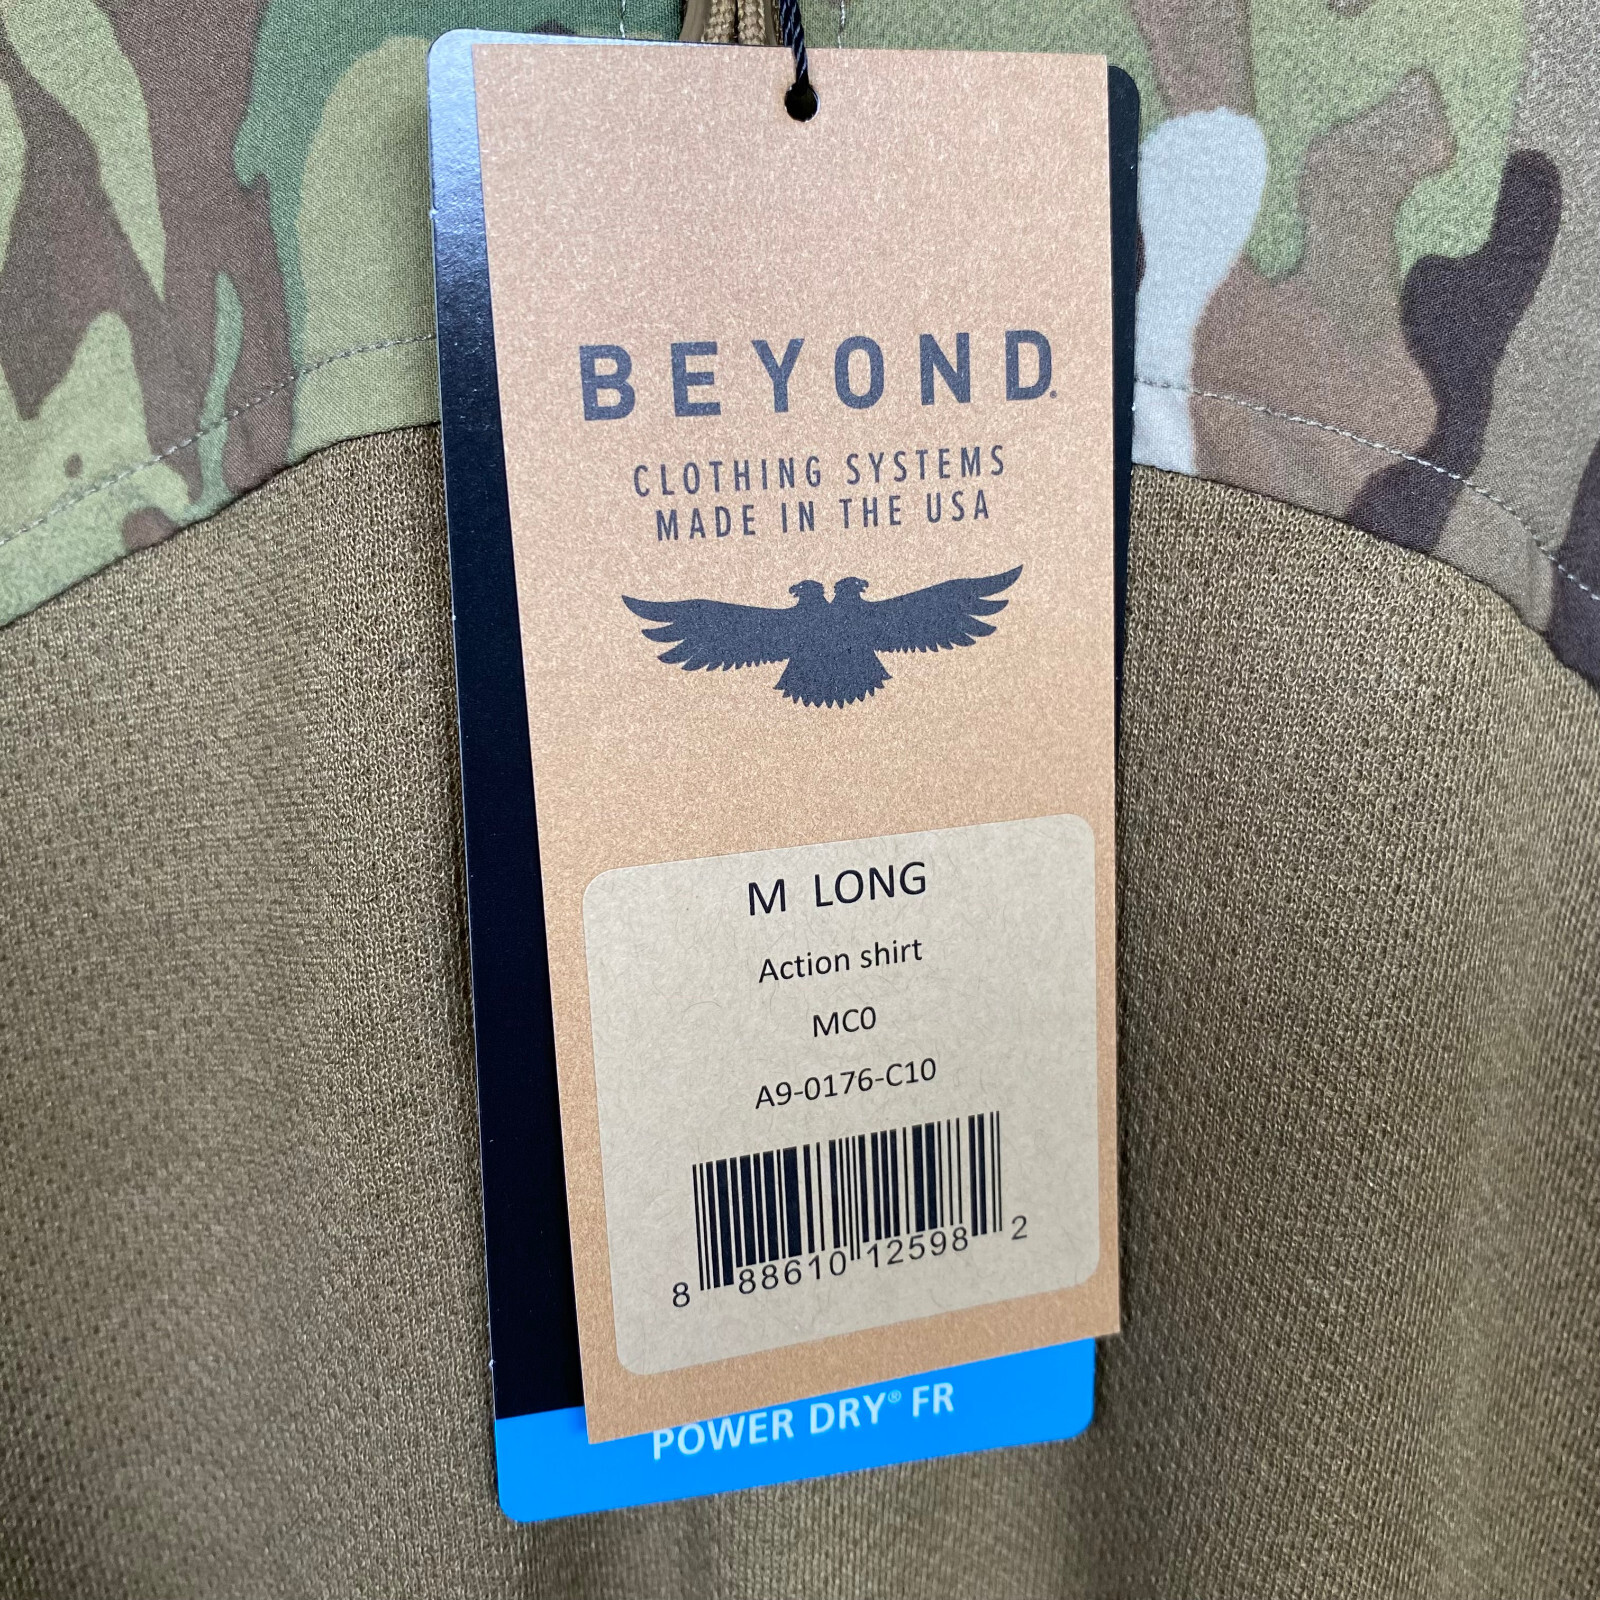 BEYOND.
CLOTHING SYSTEMS
MADE IN THE USA
M LONG
Action shirt
MC0
A9-0176-C10
8 88610 12598 2
POWER DRY® FR